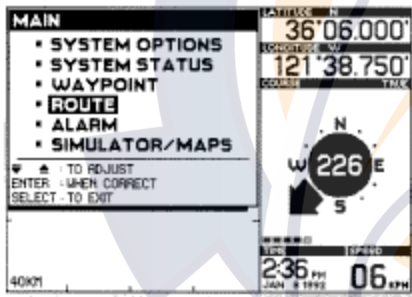 MAIN
SYSTEM OPTIONS
SYSTEM STATUS
WAYPOINT
ROUTE
ALARM
SIMULATOR/MAPS
: TO ADJUST
ENTER : WHEN CORRECT
SELECT - TO EXIT
40KM
LATITUDE N
36°06.000'
LONGITUDE W
121°38.750'
COURSE TRUE
N
W 226 E
S
TIME SPEED
2:36 PM
JAN 9 1992
06 KPH